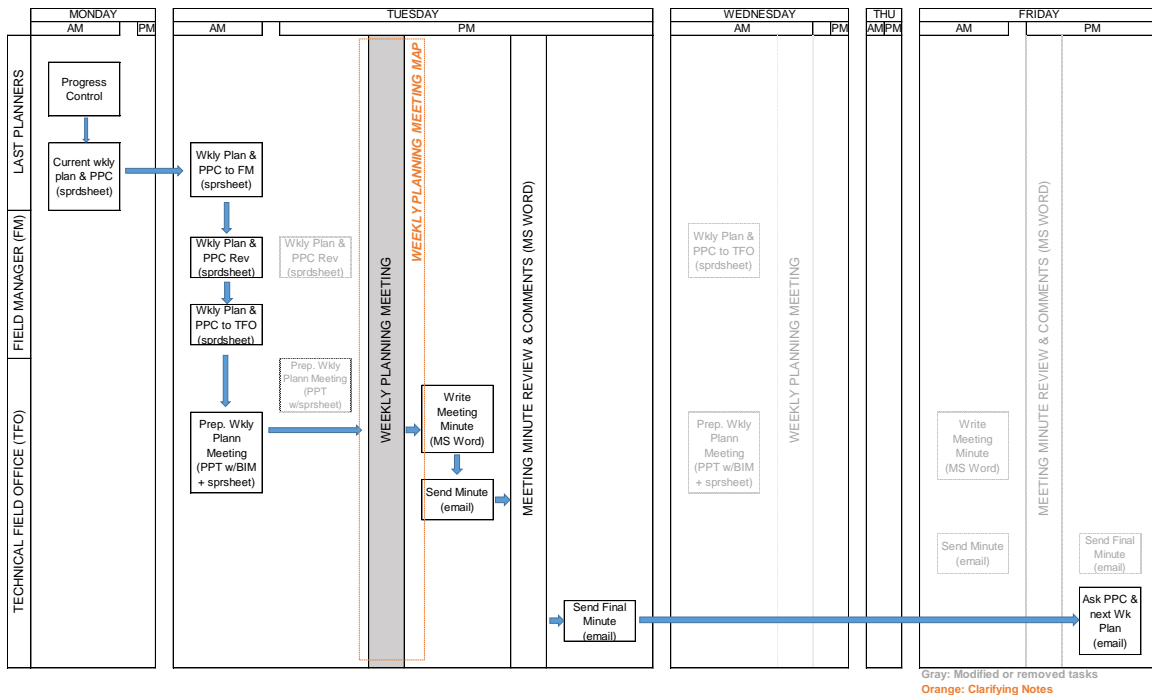 MONDAY
TUESDAY
WEDNESDAY
THU
FRIDAY
AM
PM
AM
PM
AM
PM
AM
PM
AM
PM
LAST PLANNERS
FIELD MANAGER (FM)
TECHNICAL FIELD OFFICE (TFO)
Progress
Control
Current wkly
plan & PPC
(sprdsheet)
Wkly Plan &
PPC to FM
(sprsheet)
Wkly Plan &
PPC Rev
(sprdsheet)
Wkly Plan &
PPC to TFO
(sprdsheet)
Prep. Wkly
Plann
Meeting
(PPT w/BIM
+ sprsheet)
Wkly Plan &
PPC Rev
(sprdsheet)
Prep. Wkly
Plann Meeting
(PPT
w/sprsheet)
WEEKLY PLANNING MEETING
WEEKLY PLANNING MEETING MAP
Write
Meeting
Minute
(MS Word)
Send Minute
(email)
MEETING MINUTE REVIEW & COMMENTS (MS WORD)
Send Final
Minute
(email)
Wkly Plan &
PPC to TFO
(sprdsheet)
Prep. Wkly
Plann
Meeting
(PPT w/BIM
+ sprsheet)
WEEKLY PLANNING MEETING
Write
Meeting
Minute
(MS Word)
Send Minute
(email)
MEETING MINUTE REVIEW & COMMENTS (MS WORD)
Send Final
Minute
(email)
Ask PPC &
next Wk
Plan
(email)
Gray: Modified or removed tasks
Orange: Clarifying Notes